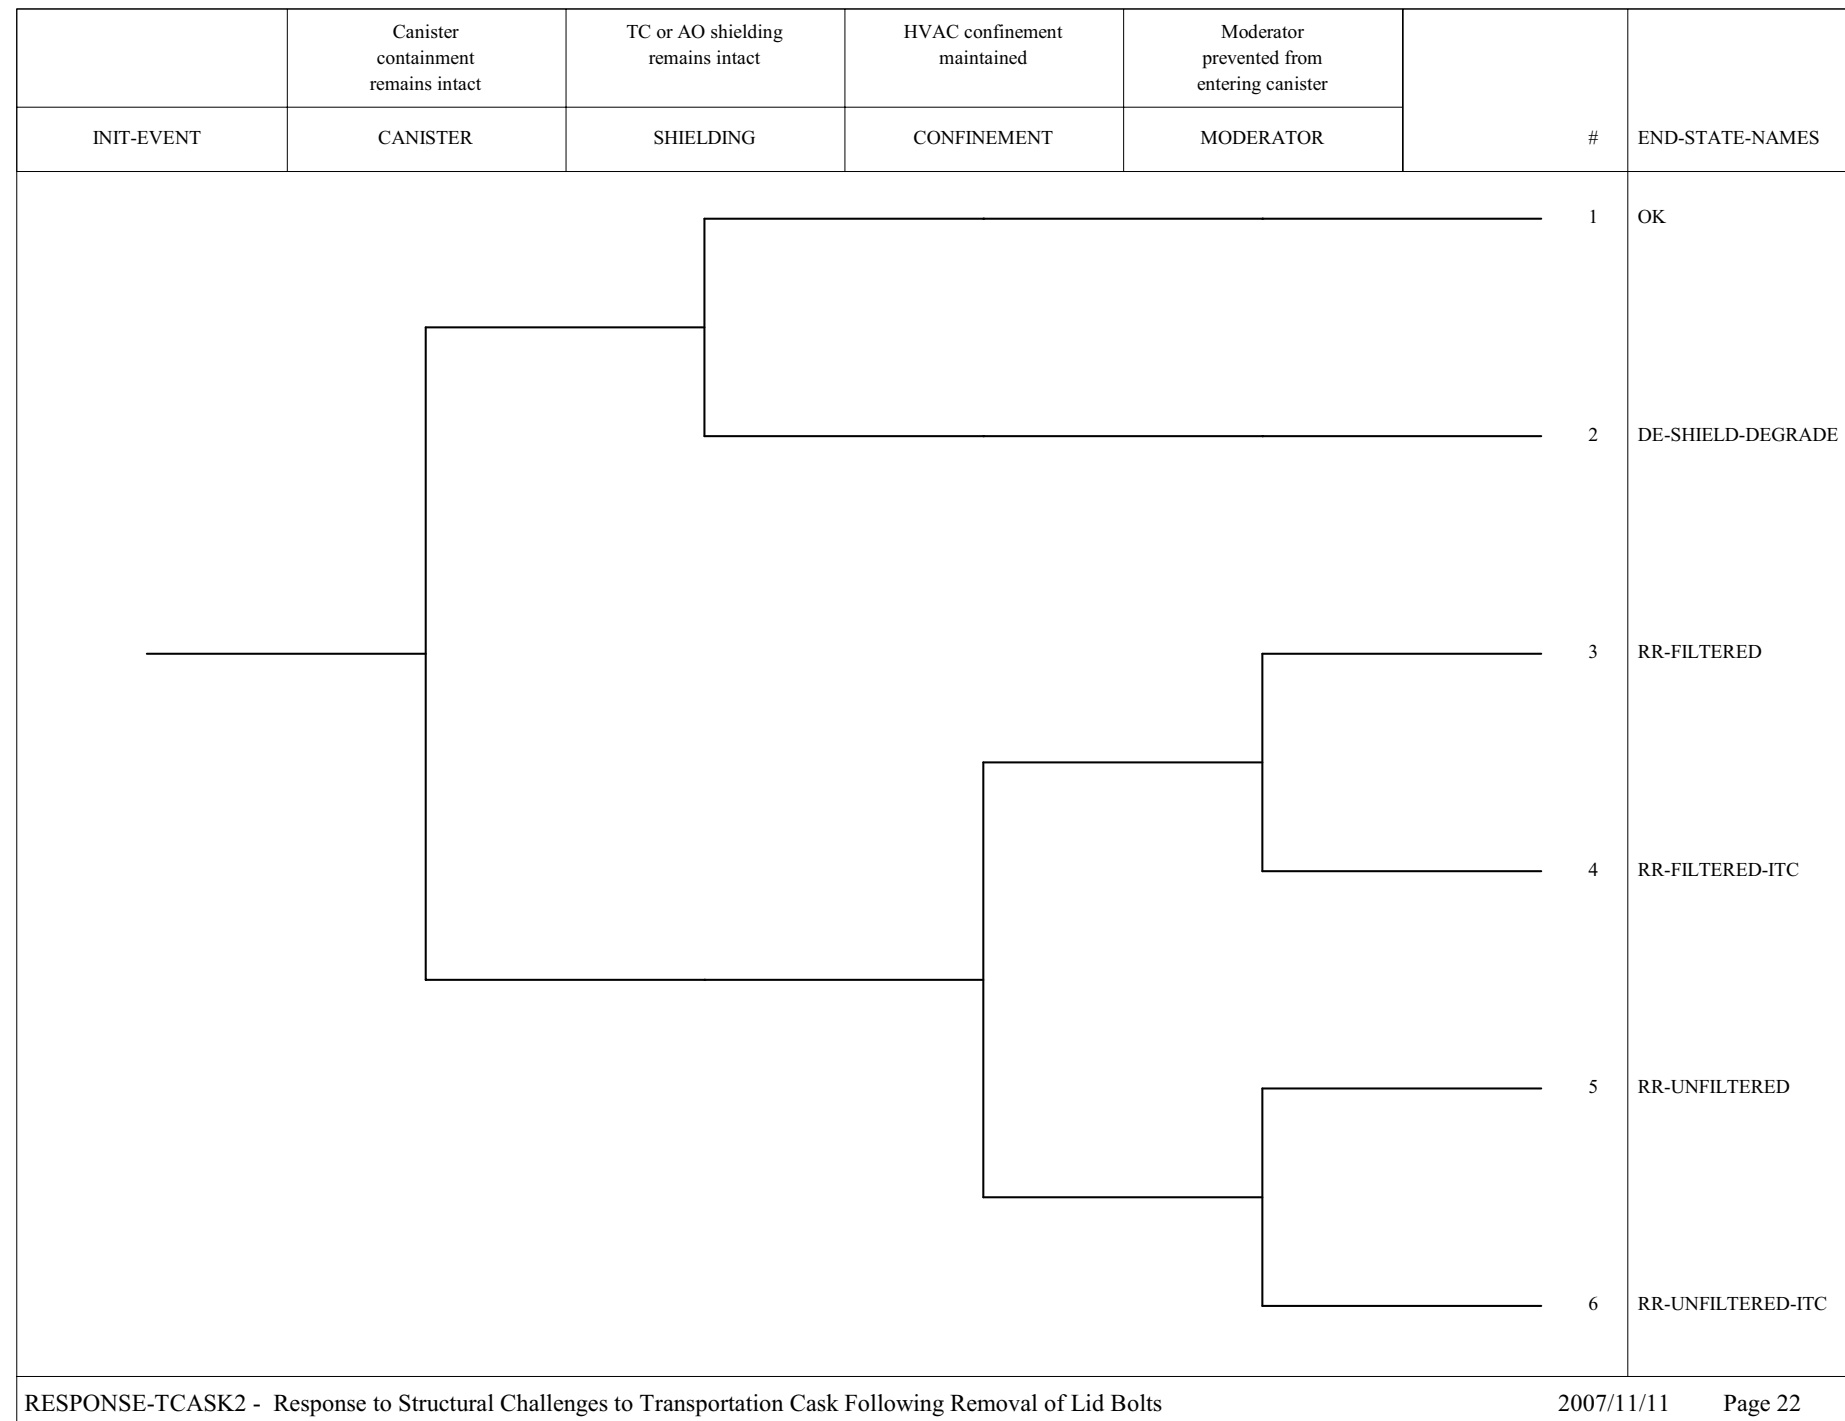 Canister
containment
remains intact
TC or AO shielding
remains intact
HVAC confinement
maintained
Moderator
prevented from
entering canister
INIT-EVENT CANISTER SHIELDING CONFINEMENT MODERATOR # END-STATE-NAMES
1 OK
2 DE-SHIELD-DEGRADE
3 RR-FILTERED
4 RR-FILTERED-ITC
5 RR-UNFILTERED
6 RR-UNFILTERED-ITC
RESPONSE-TCASK2 - Response to Structural Challenges to Transportation Cask Following Removal of Lid Bolts 2007/11/11 Page 22